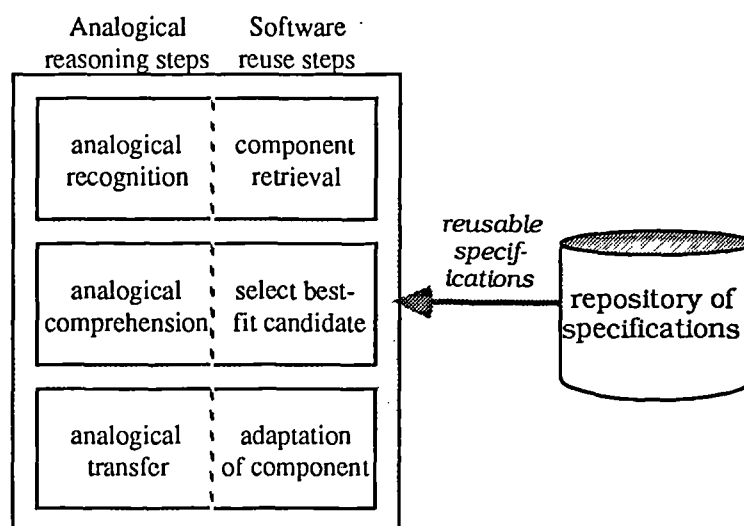 Analogical Software
reasoning steps reuse steps
analogical component
recognition retrieval
reusable
specif-
ications
analogical select best-
comprehension fit candidate
repository of
specifications
analogical adaptation
transfer of component